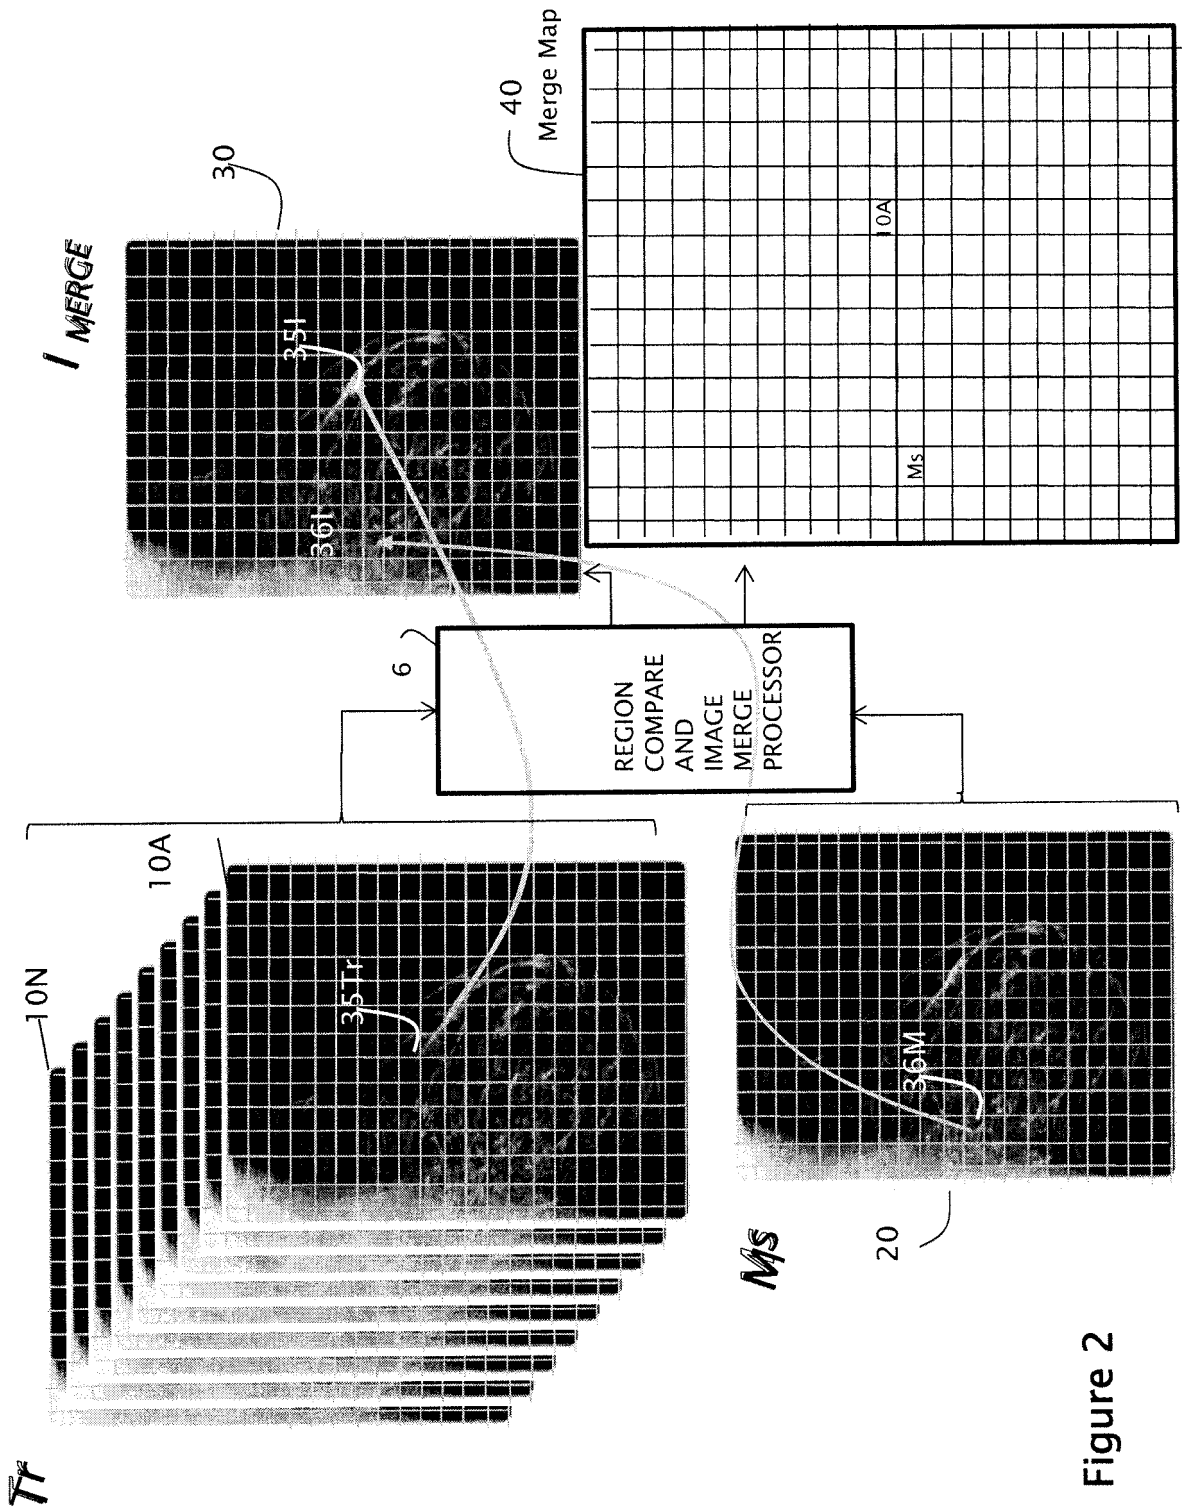 Tr
10N
10A
35Tr
Ms
20
36M
6
REGION
COMPARE
AND
IMAGE
MERGE
PROCESSOR
I MERGE
30
35I
36I
40
Merge Map
10A
Ms
Figure 2